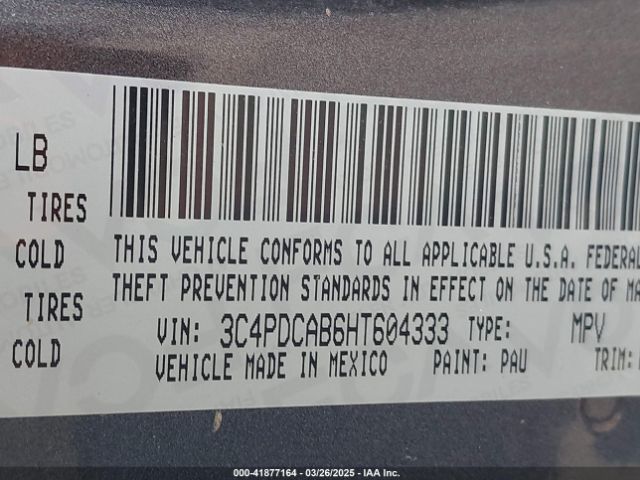 LB
TIRES
COLD
TIRES
COLD
THIS VEHICLE CONFORMS TO ALL APPLICABLE U.S.A. FEDERAL
THEFT PREVENTION STANDARDS IN EFFECT ON THE DATE OF MA
VIN: 3C4PDCAB6HT604333 TYPE: MPV
VEHICLE MADE IN MEXICO PAINT: PAU TRIM:
000-41877164 | 03/26/2025 | IAA Inc.